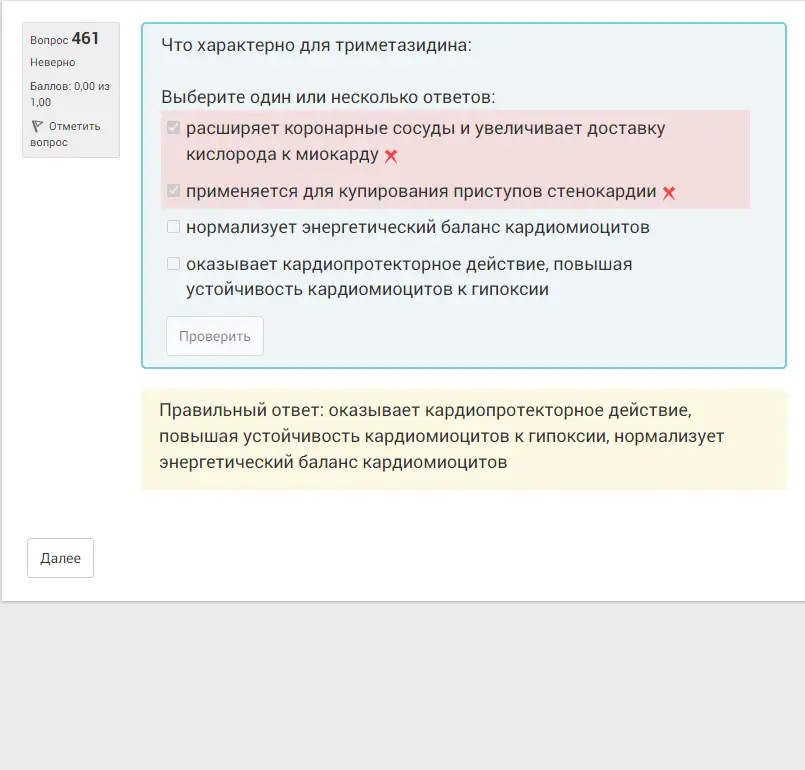 Вопрос 461
Неверно
Баллов: 0,00 из
1,00
Отметить
вопрос
Что характерно для триметазидина:
Выберите один или несколько ответов:
расширяет коронарные сосуды и увеличивает доставку
кислорода к миокарду
применяется для купирования приступов стенокардии
нормализует энергетический баланс кардиомиоцитов
оказывает кардиопротекторное действие, повышая
устойчивость кардиомиоцитов к гипоксии
Проверить
Правильный ответ: оказывает кардиопротекторное действие,
повышая устойчивость кардиомиоцитов к гипоксии, нормализует
энергетический баланс кардиомиоцитов
Далее